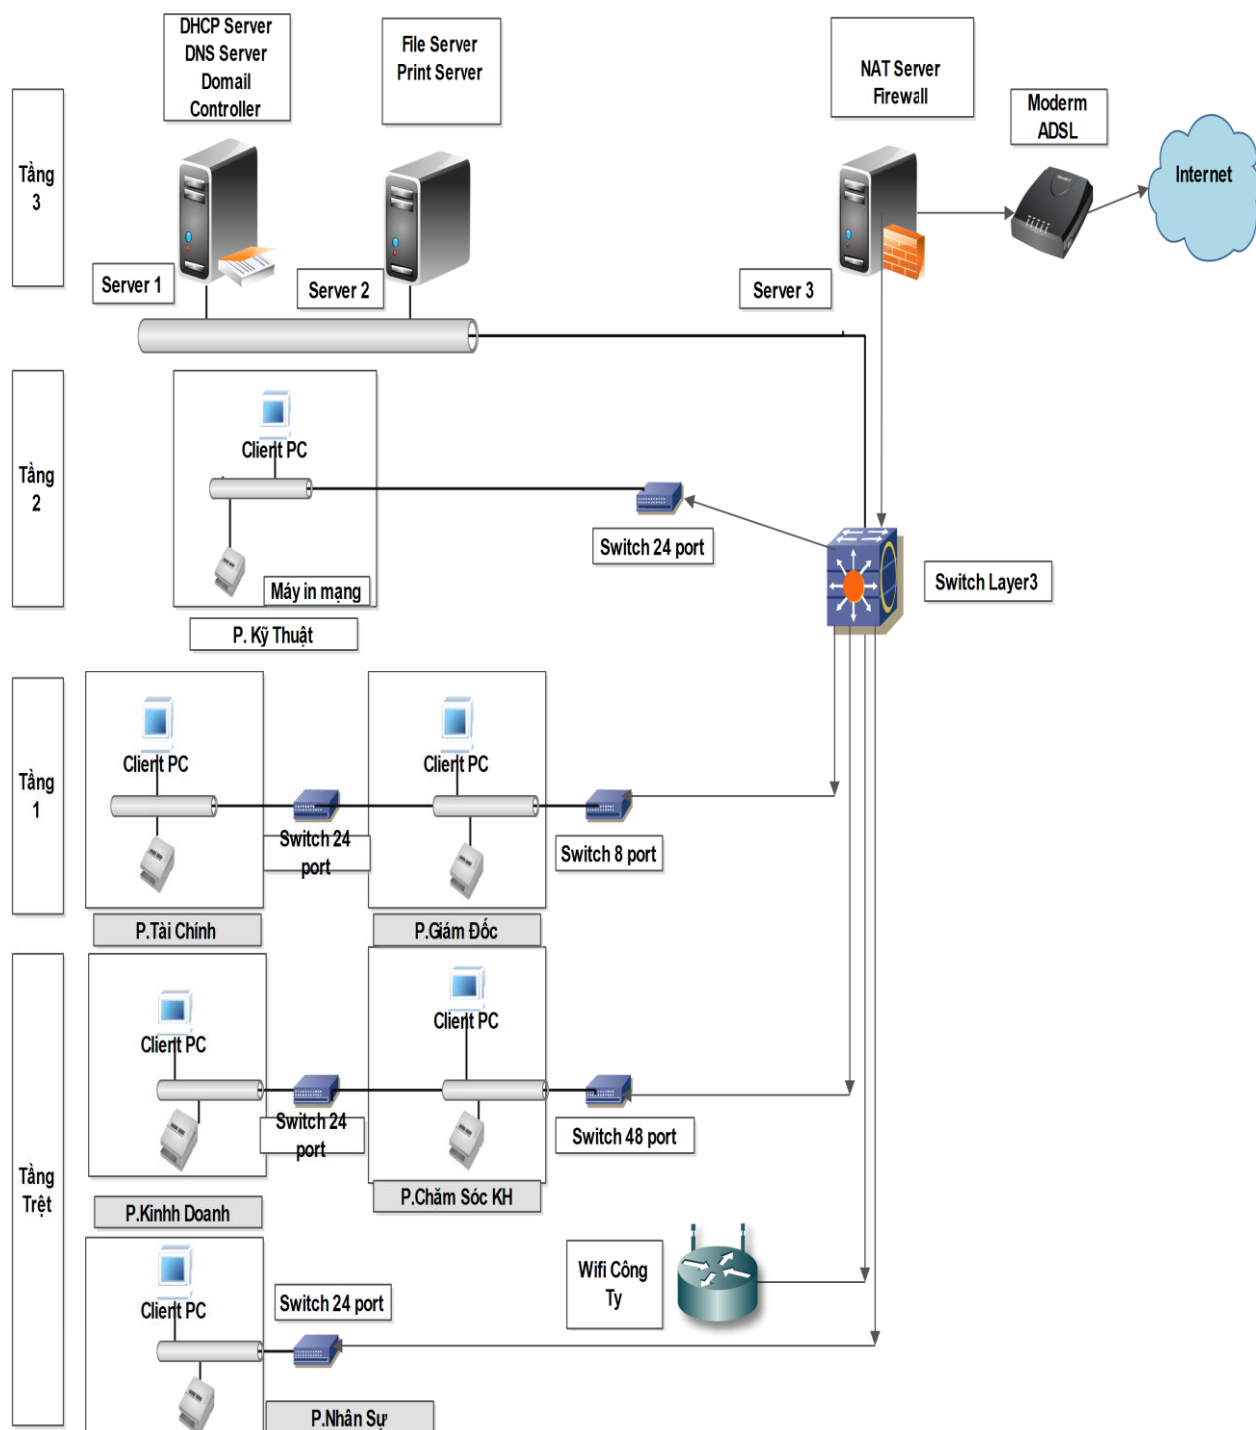 DHCP Server
DNS Server
Domail
Controller
File Server
Print Server
NAT Server
Firewall
Moderm
ADSL
Internet
Tầng
3
Server 1
Server 2
Server 3
Tầng
2
Client PC
Switch 24 port
Máy in mạng
P. Kỹ Thuật
Switch Layer3
Tầng
1
Client PC
Client PC
Switch 24
port
Switch 8 port
P.Tài Chính
P.Giám Đốc
Tầng
Trệt
Client PC
Client PC
Switch 24
port
Switch 48 port
P.Kinhh Doanh
P.Chăm Sóc KH
Wifi Công
Ty
Client PC
Switch 24 port
P.Nhân Sự